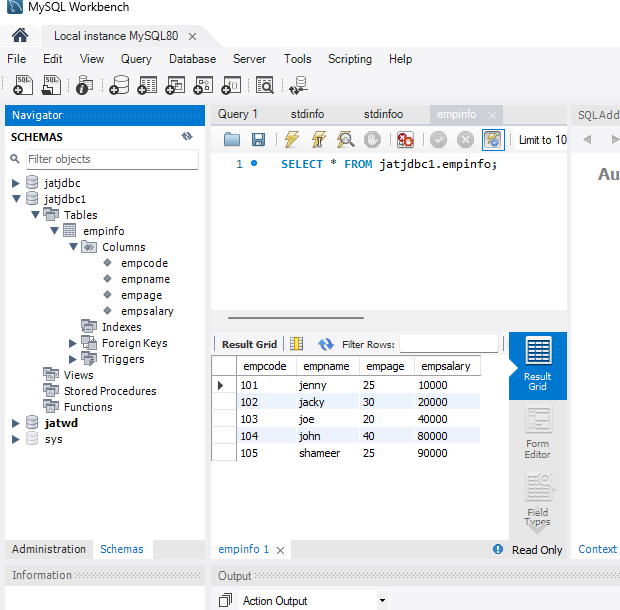 MySQL Workbench
Local instance MySQL80
File Edit View Query Database Server Tools Scripting Help
SQL SQL
Navigator
SCHEMAS
Filter objects
jatjdbc
jatjdbc1
Tables
empinfo
Columns
empcode
empname
empage
empsalary
Indexes
Foreign Keys
Triggers
Views
Stored Procedures
Functions
jatwd
sys
Administration Schemas
Information
Query 1 stdinfo stdinfoo empinfo
Limit to 10
1 SELECT * FROM jatjdbc1.empinfo;
Result Grid Filter Rows:
empcode empname empage empsalary
101 jenny 25 10000
102 jacky 30 20000
103 joe 20 40000
104 john 40 80000
105 shameer 25 90000
Result
Grid
Form
Editor
Field
Types
empinfo 1
Read Only
Output
Action Output
SQLAdd
Au
Context